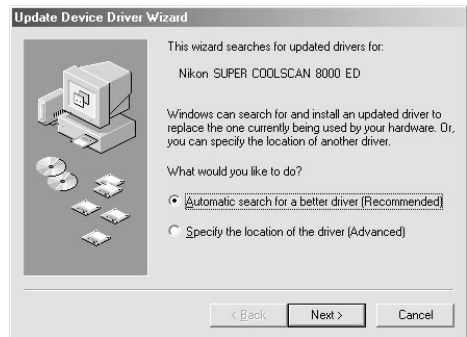 Update Device Driver Wizard
This wizard searches for updated drivers for:
Nikon SUPER COOLSCAN 8000 ED
Windows can search for and install an updated driver to
replace the one currently being used by your hardware. Or,
you can specify the location of another driver.
What would you like to do?
Automatic search for a better driver (Recommended)
Specify the location of the driver (Advanced)
< Back
Next >
Cancel